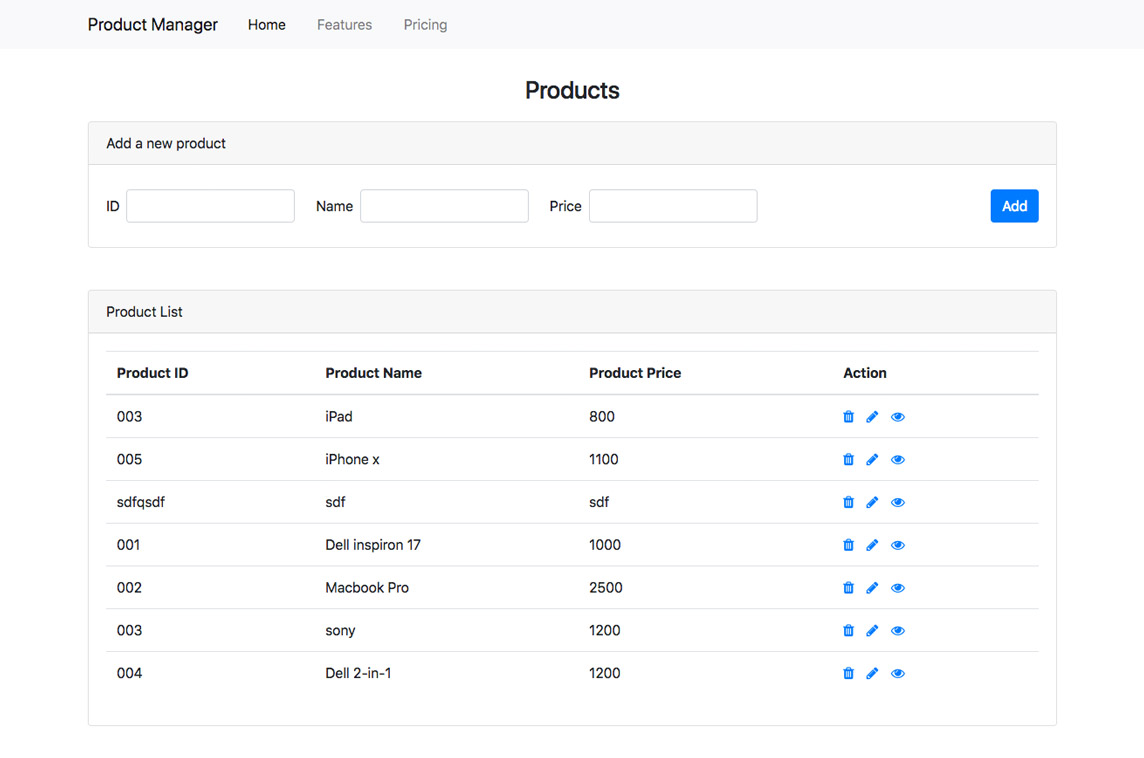 Product Manager Home Features Pricing
Products
Add a new product
ID Name Price Add
Product List
Product ID Product Name Product Price Action
003 iPad 800
005 iPhone x 1100
sdfqsdf sdf sdf
001 Dell inspiron 17 1000
002 Macbook Pro 2500
003 sony 1200
004 Dell 2-in-1 1200